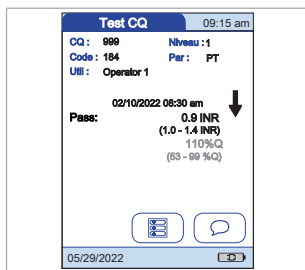 Test CQ 09:15 am
CQ : 999 Niveau : 1
Code : 184 Par : PT
Util : Operator 1
02/10/2022 08:30 am
Pass: 0.9 INR
(1.0 - 1.4 INR)
110%Q
(53 - 99 %Q)
05/29/2022